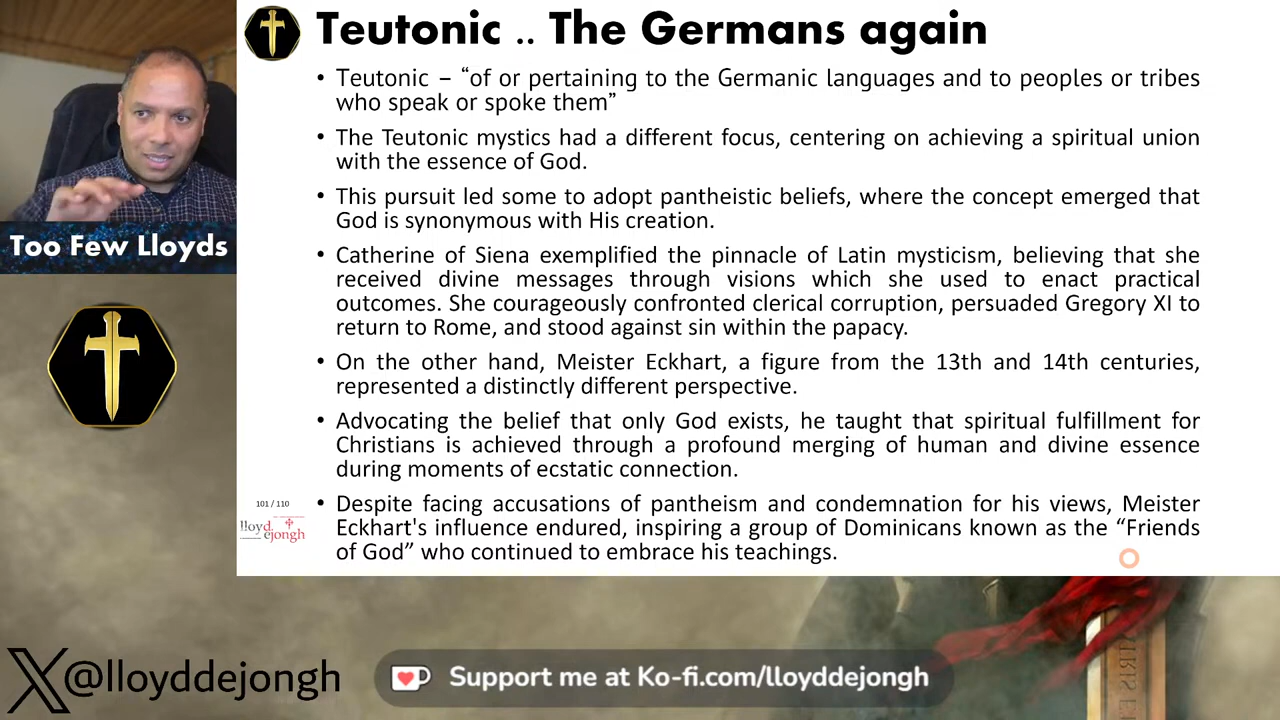 Teutonic .. The Germans again
• Teutonic – “of or pertaining to the Germanic languages and to peoples or tribes
who speak or spoke them”
• The Teutonic mystics had a different focus, centering on achieving a spiritual union
with the essence of God.
• This pursuit led some to adopt pantheistic beliefs, where the concept emerged that
God is synonymous with His creation.
• Catherine of Siena exemplified the pinnacle of Latin mysticism, believing that she
received divine messages through visions which she used to enact practical
outcomes. She courageously confronted clerical corruption, persuaded Gregory XI to
return to Rome, and stood against sin within the papacy.
• On the other hand, Meister Eckhart, a figure from the 13th and 14th centuries,
represented a distinctly different perspective.
• Advocating the belief that only God exists, he taught that spiritual fulfillment for
Christians is achieved through a profound merging of human and divine essence
during moments of ecstatic connection.
• Despite facing accusations of pantheism and condemnation for his views, Meister
Eckhart's influence endured, inspiring a group of Dominicans known as the “Friends
of God” who continued to embrace his teachings.
Too Few Lloyds
101 / 110
lloyd
dejongh
X@lloyddejongh
Support me at Ko-fi.com/lloyddejongh